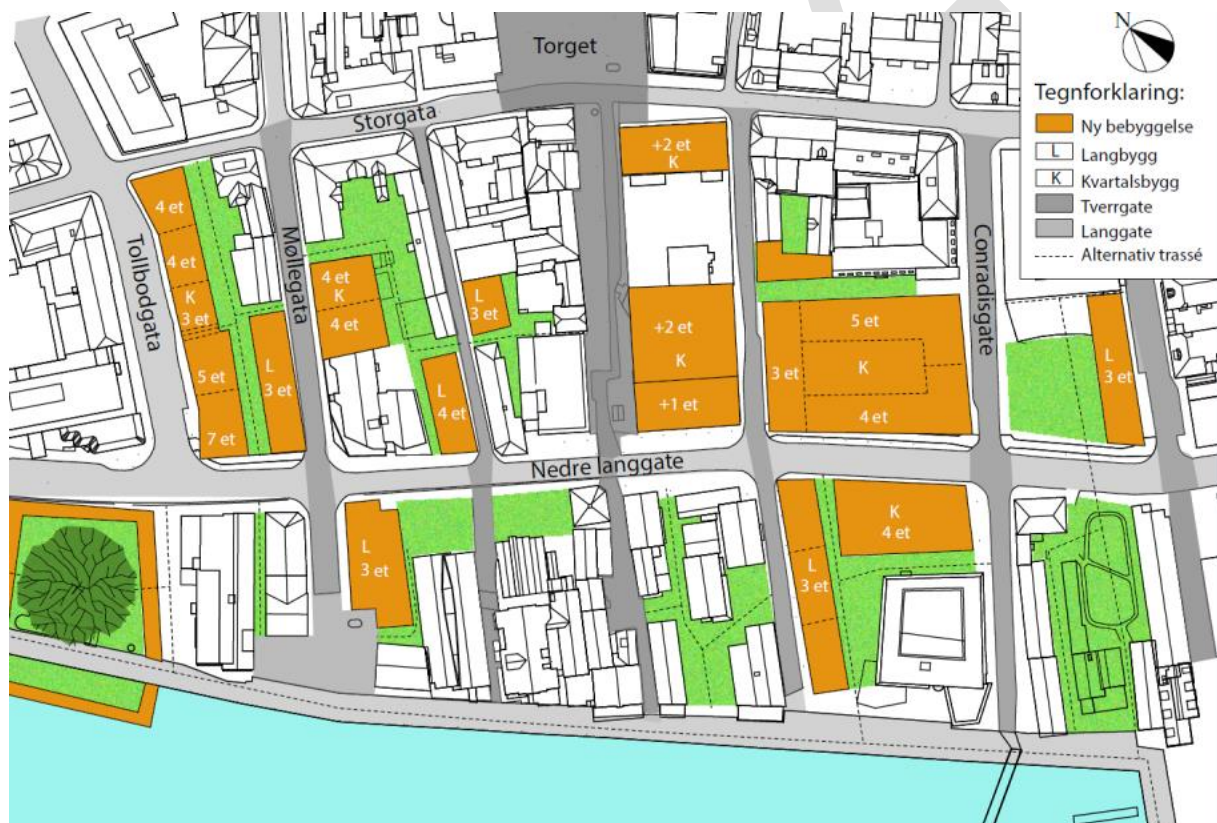 Torget
N
Tegnforklaring:
Ny bebyggelse
L Langbygg
K Kvartalsbygg
Tverrgate
Langgate
Alternativ trassé
Storgata
Tollbodgata
Møllegata
Conradisgate
Nedre langgate
4 et
4 et
K
3 et
5 et
7 et
L
3 et
4 et
K
4 et
L
4 et
L
3 et
+2 et
K
+2 et
K
+1 et
5 et
3 et
K
4 et
L
3 et
L
3 et
L
3 et
K
4 et